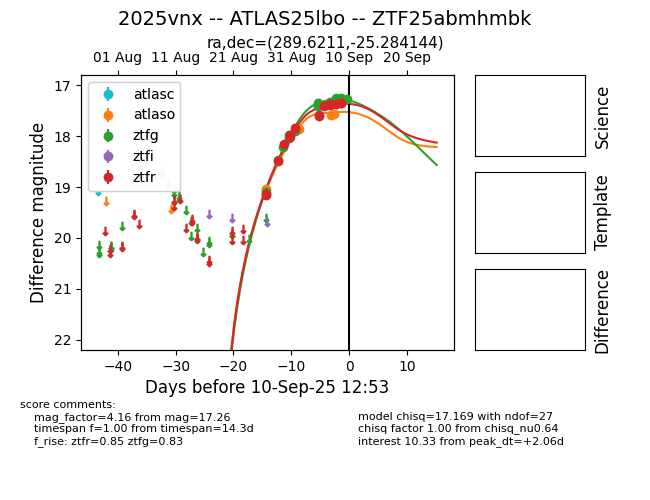 2025vnx -- ATLAS25lbo -- ZTF25abmhmbk
ra,dec=(289.6211,-25.284144)
01 Aug 11 Aug 21 Aug 31 Aug 10 Sep 20 Sep
17
18
19
20
21
22
Difference magnitude
atlasc
atlaso
ztfg
ztfi
ztfr
−40 −30 −20 −10 0 10
Days before 10-Sep-25 12:53
Science
Template
Difference
score comments:
mag_factor=4.16 from mag=17.26
timespan f=1.00 from timespan=14.3d
f_rise: ztfr=0.85 ztfg=0.83
model chisq=17.169 with ndof=27
chisq factor 1.00 from chisq_nu0.64
interest 10.33 from peak_dt=+2.06d